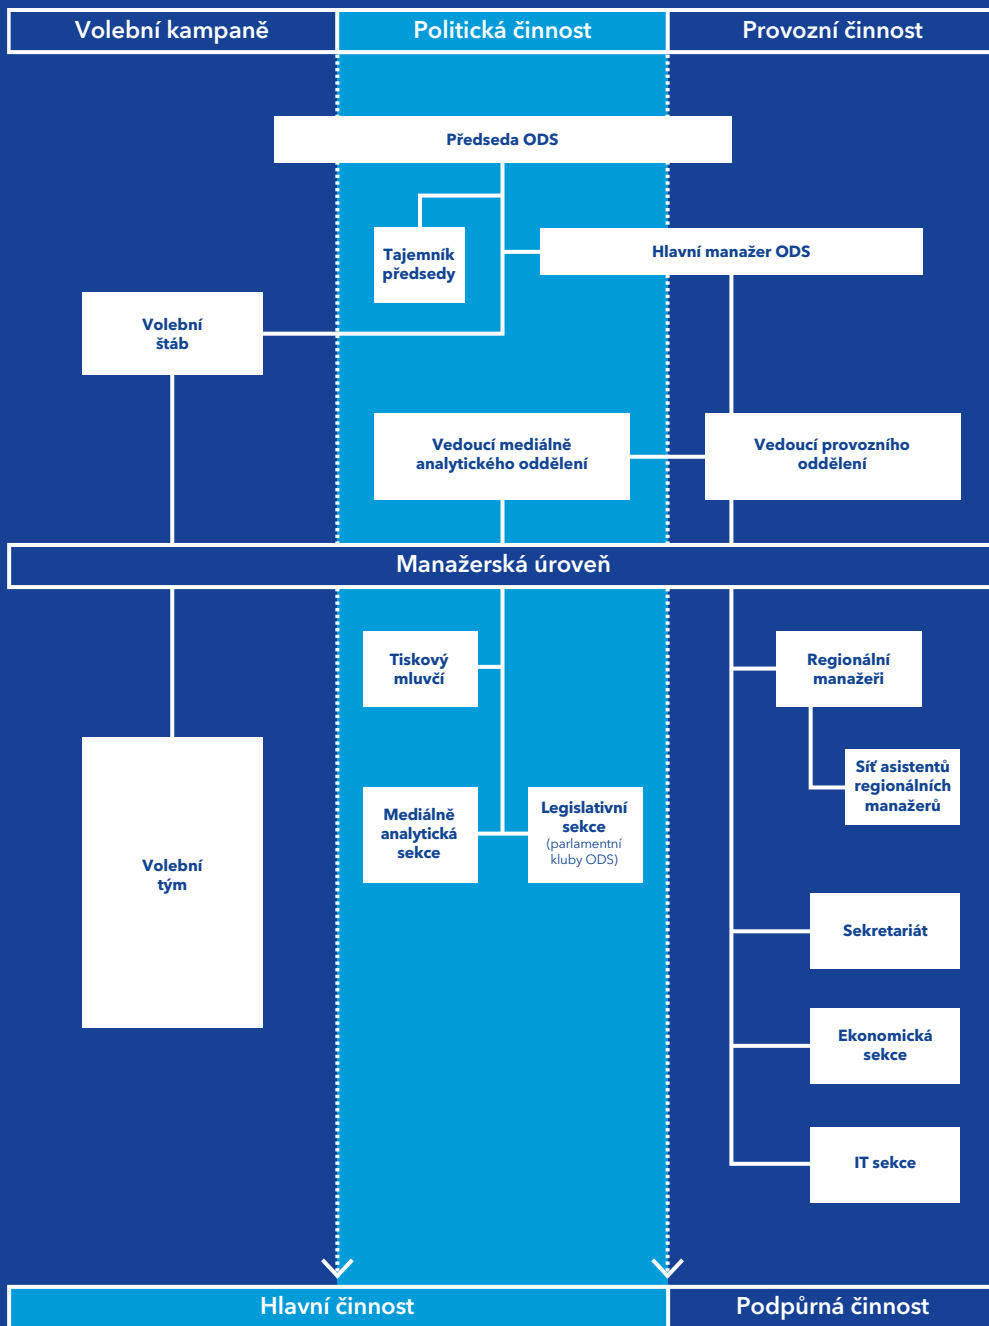 Volební kampaně
Politická činnost
Provozní činnost
Předseda ODS
Tajemník
předsedy
Hlavní manažer ODS
Volební
štáb
Vedoucí mediálně
analytického oddělení
Vedoucí provozního
oddělení
Manažerská úroveň
Tiskový
mluvčí
Regionální
manažeři
Síť asistentů
regionálních
manažerů
Volební
tým
Mediálně
analytická
sekce
Legislativní
sekce
(parlamentní
kluby ODS)
Sekretariát
Ekonomická
sekce
IT sekce
Hlavní činnost
Podpůrná činnost